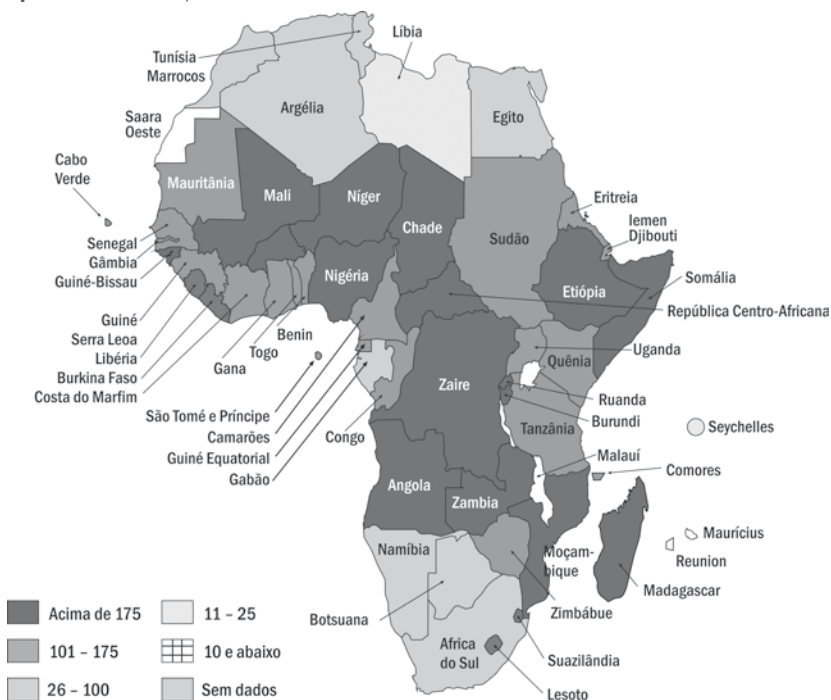 Tunísia
Marrocos
Líbia
Argélia
Egito
Saara
Oeste
Cabo
Verde
Mauritânia
Mali
Níger
Chade
Sudão
Eritreia
Iemen
Djibouti
Senegal
Gâmbia
Guiné-Bissau
Nigéria
Etiópia
Somália
República Centro-Africana
Guiné
Serra Leoa
Libéria
Burkina Faso
Costa do Marfim
Gana
Togo
Benin
Uganda
Quênia
Zaire
Ruanda
Burundi
São Tomé e Príncipe
Camarões
Guiné Equatorial
Gabão
Congo
Tanzânia
Seychelles
Malauí
Comores
Angola
Zambia
Maurícius
Reunion
Namíbia
Moçam-
bique
Madagascar
Zimbábue
Botsuana
Africa
do Sul
Suazilândia
Lesoto
Acima de 175
11 – 25
101 – 175
10 e abaixo
26 – 100
Sem dados